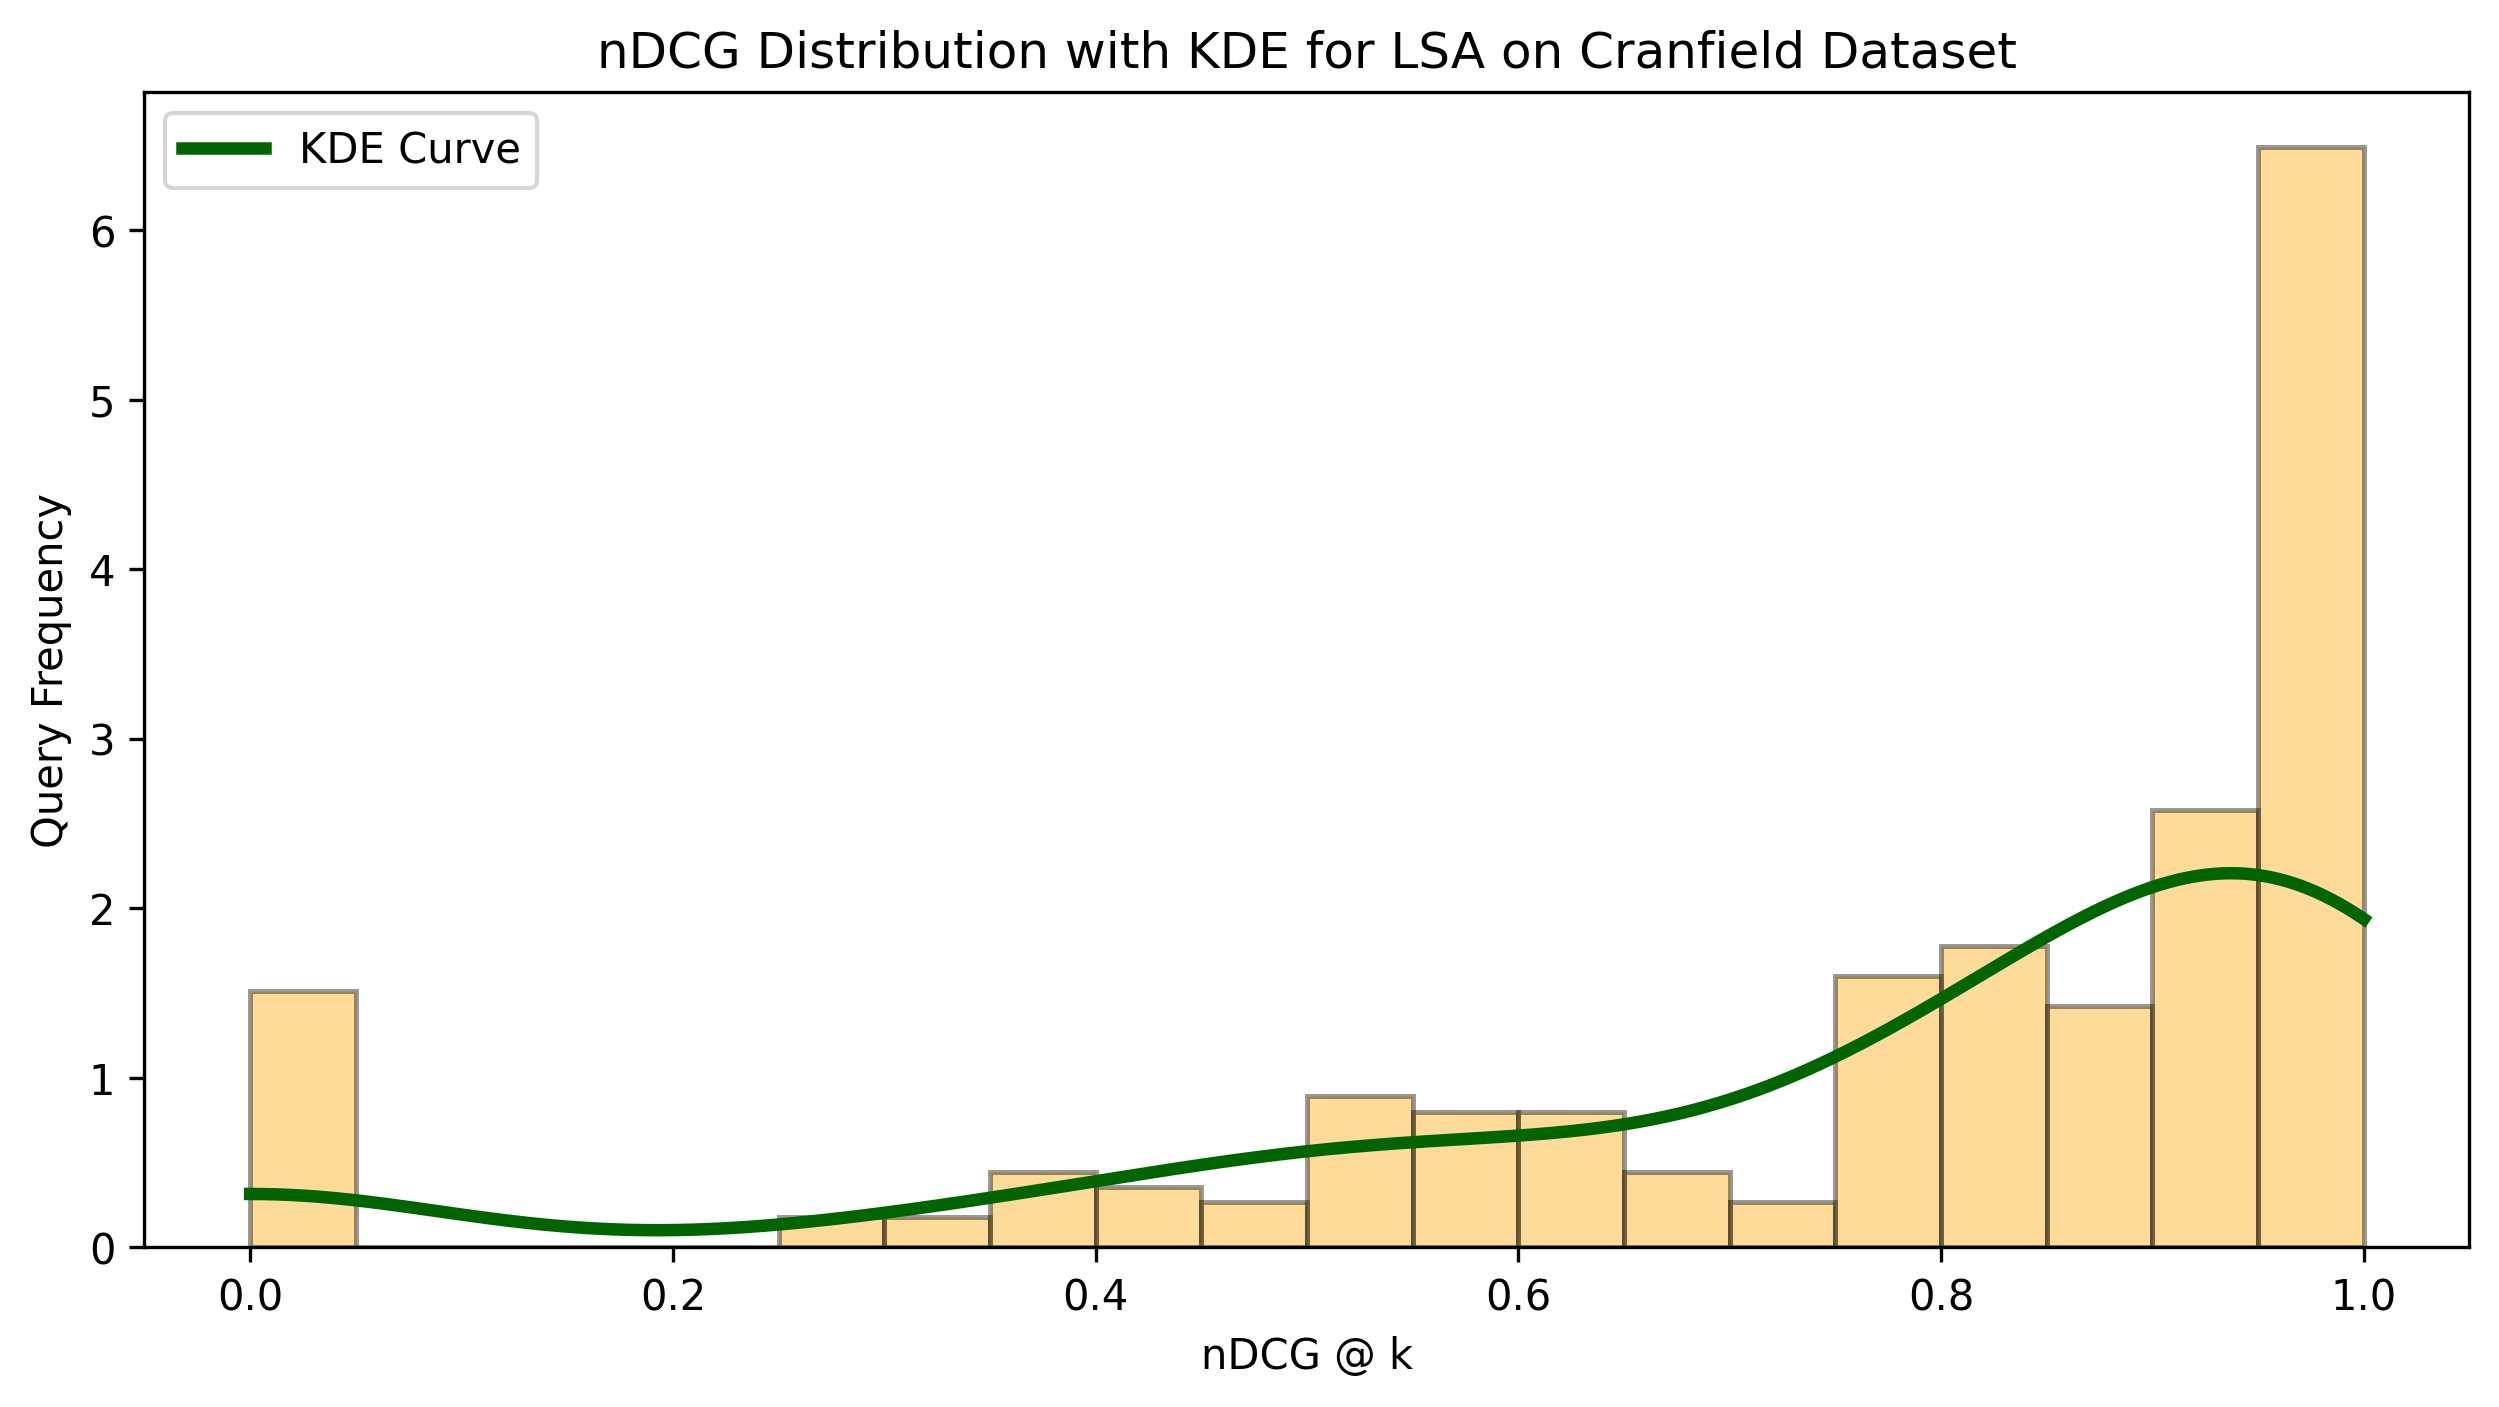 nDCG Distribution with KDE for LSA on Cranfield Dataset
KDE Curve
Query Frequency
6
5
4
3
2
1
0
0.0 0.2 0.4 0.6 0.8 1.0
nDCG @ k